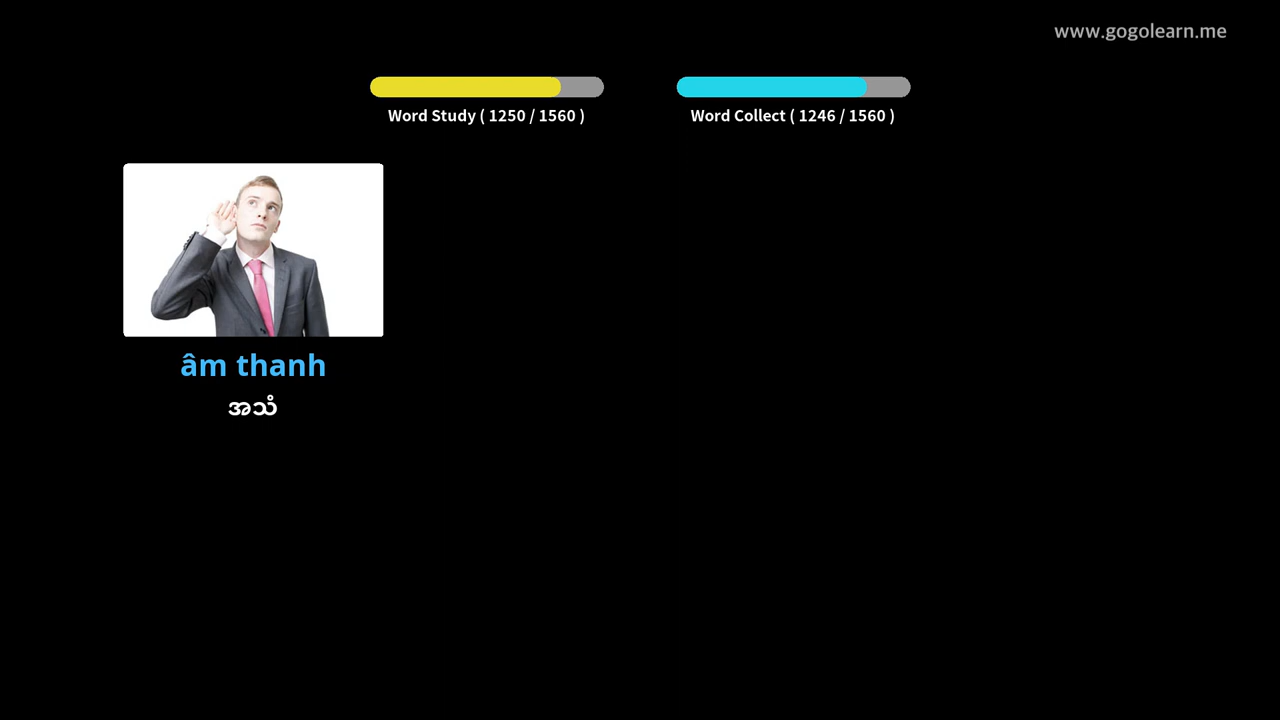 www.gogolearn.me
Word Study ( 1250 / 1560 )
Word Collect ( 1246 / 1560 )
âm thanh
အသံ